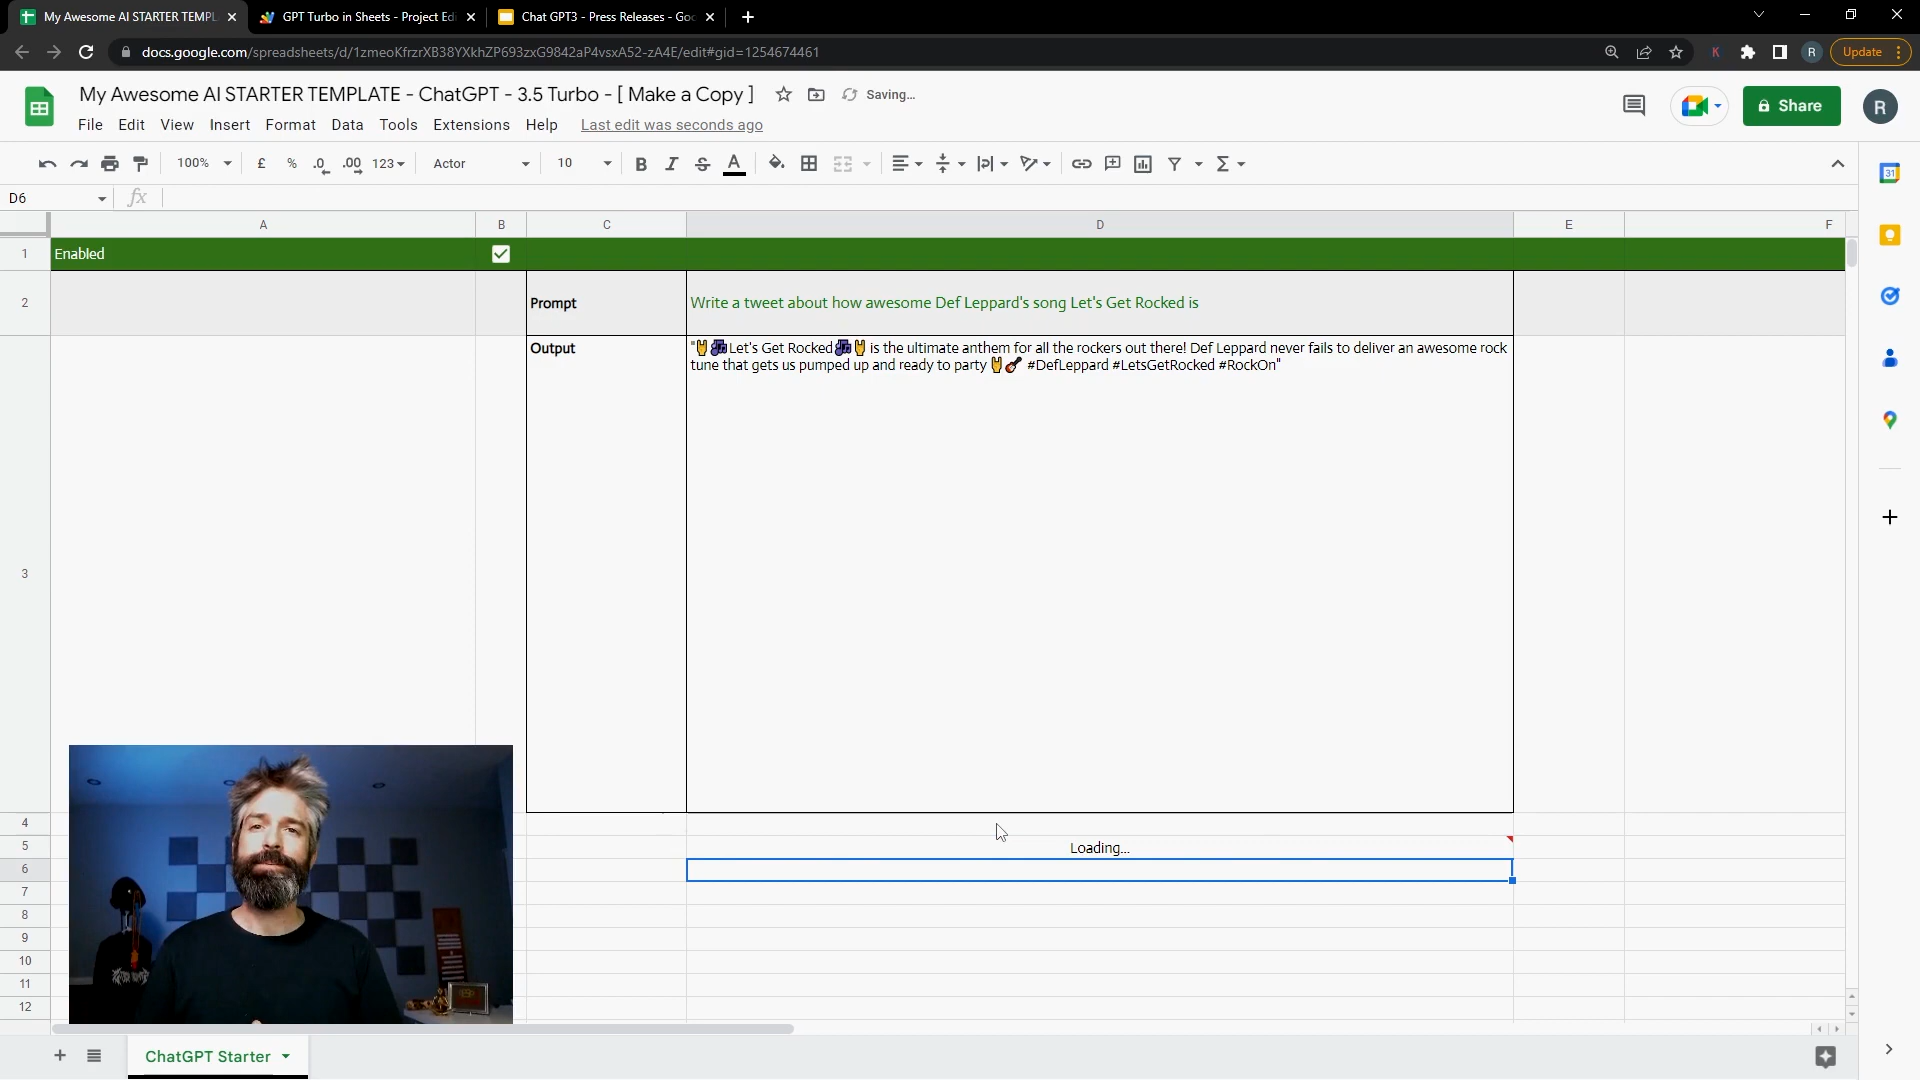 My Awesome AI STARTER TEMPL
GPT Turbo in Sheets - Project Edi
Chat GPT3 - Press Releases - Goo
docs.google.com/spreadsheets/d/1zmeoKfrzrXB38YXkhZP693zxG9842aP4vsxA52-zA4E/edit#gid=1254674461
K
R
Update
My Awesome AI STARTER TEMPLATE - ChatGPT - 3.5 Turbo - [ Make a Copy ]
Saving...
Share
R
File Edit View Insert Format Data Tools Extensions Help Last edit was seconds ago
100% £ % .0 .00 123 Actor 10 B I S A Σ
31
D6 fx
A B C D E F
1 Enabled
2 Prompt Write a tweet about how awesome Def Leppard's song Let's Get Rocked is
Output "🤘🎶Let's Get Rocked🎶🤘 is the ultimate anthem for all the rockers out there! Def Leppard never fails to deliver an awesome rock
tune that gets us pumped up and ready to party 🤘🎸 #DefLeppard #LetsGetRocked #RockOn"
3
4
5 Loading...
6
7
8
9
10
11
12
ChatGPT Starter